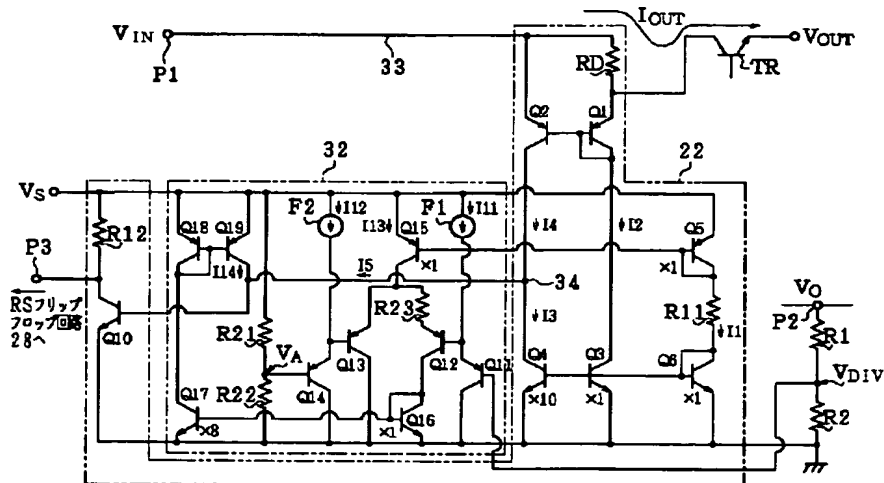 IOUT
VIN
P1
33
RD
TR
VOUT
Q2
Q1
32
22
VS
Q18
Q19
F2
I12
I13
Q15
F1
I11
I4
I2
Q5
R12
P3
×1
×1
I14
I5
34
VO
RSフリップ
フロップ回路
28へ
R23
R11
P2
R1
Q10
R21
I3
I1
VA
Q13
Q12
Q11
Q4
Q3
Q6
VDIV
Q14
×10
×1
×1
R2
Q17
R22
Q16
×8
×1